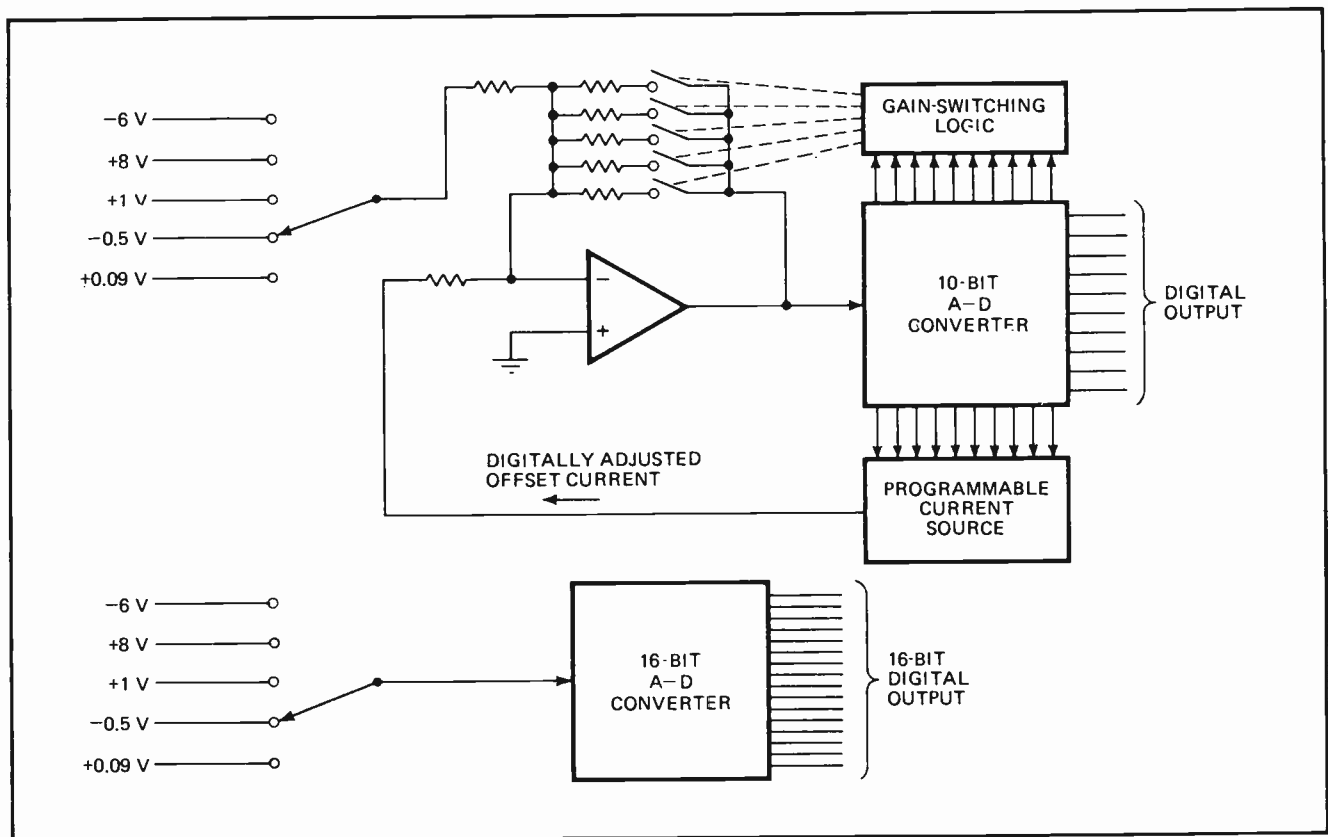 −6 V
+8 V
+1 V
−0.5 V
+0.09 V
GAIN-SWITCHING
LOGIC
−
+
10-BIT
A–D
CONVERTER
DIGITAL
OUTPUT
DIGITALLY ADJUSTED
OFFSET CURRENT
PROGRAMMABLE
CURRENT
SOURCE
−6 V
+8 V
+1 V
−0.5 V
+0.09 V
16-BIT
A–D
CONVERTER
16-BIT
DIGITAL
OUTPUT